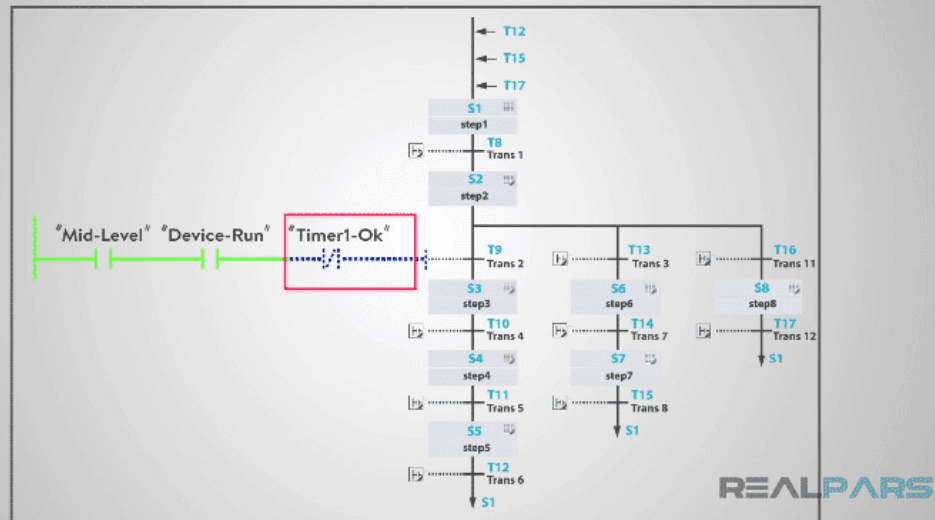 T12
T15
T17
S1
step1
T8
Trans 1
S2
step2
"Mid-Level" "Device-Run" "Timer1-Ok"
T9
Trans 2
T13
Trans 3
T16
Trans 11
S3
step3
S6
step6
S8
step8
T10
Trans 4
T14
Trans 7
T17
Trans 12
S1
S4
step4
S7
step7
T11
Trans 5
T15
Trans 8
S1
S5
step5
T12
Trans 6
S1
REALPARS